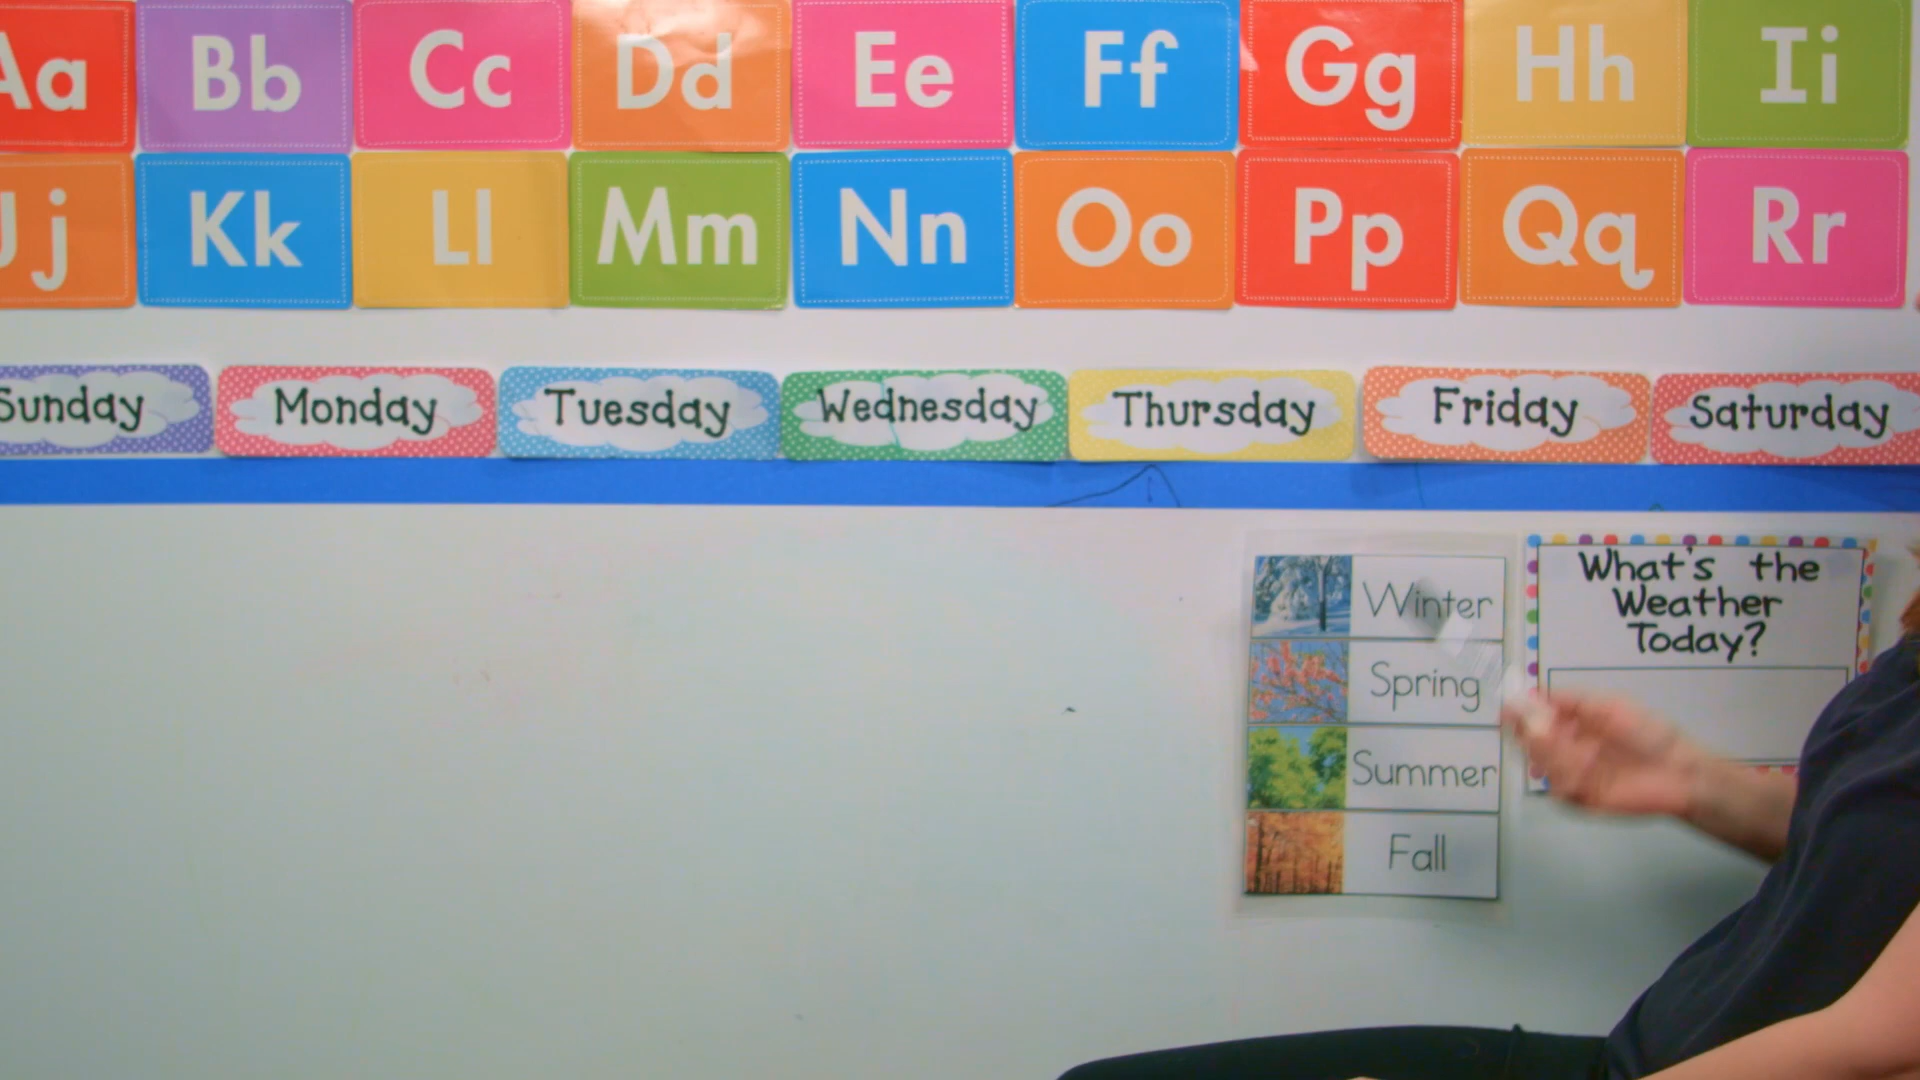 Aa Bb Cc Dd Ee Ff Gg Hh Ii
Jj Kk Ll Mm Nn Oo Pp Qq Rr
Sunday Monday Tuesday Wednesday Thursday Friday Saturday
Winter
Spring
Summer
Fall
What's the
Weather
Today?